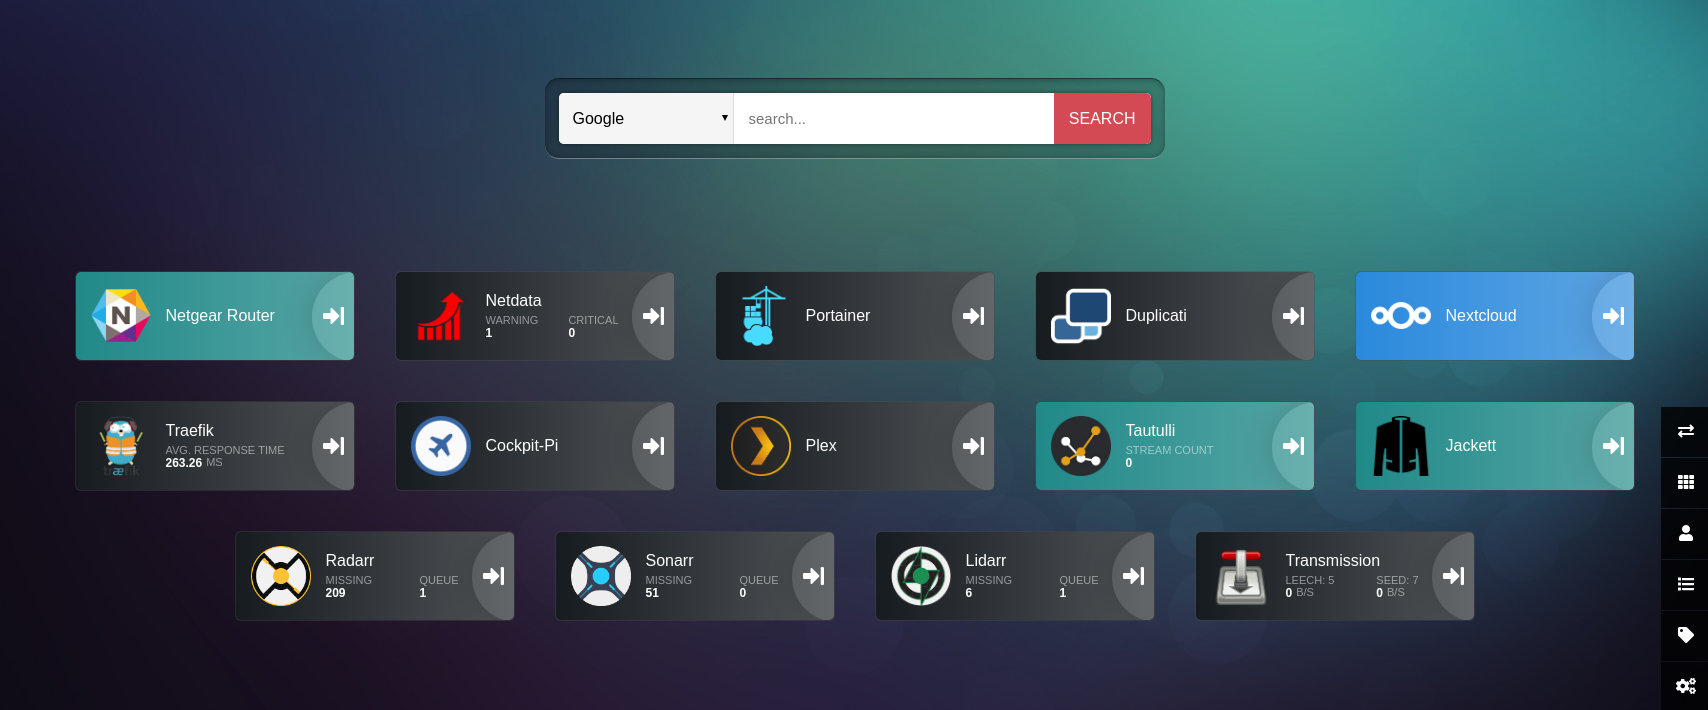 Google
search...
SEARCH
N
Netgear Router
Netdata
WARNING CRITICAL
1 0
Portainer
Duplicati
Nextcloud
Traefik
AVG. RESPONSE TIME
263.26 MS
træfik
Cockpit-Pi
Plex
Tautulli
STREAM COUNT
0
Jackett
Radarr
MISSING QUEUE
209 1
Sonarr
MISSING QUEUE
51 0
Lidarr
MISSING QUEUE
6 1
Transmission
LEECH: 5 SEED: 7
0 B/S 0 B/S